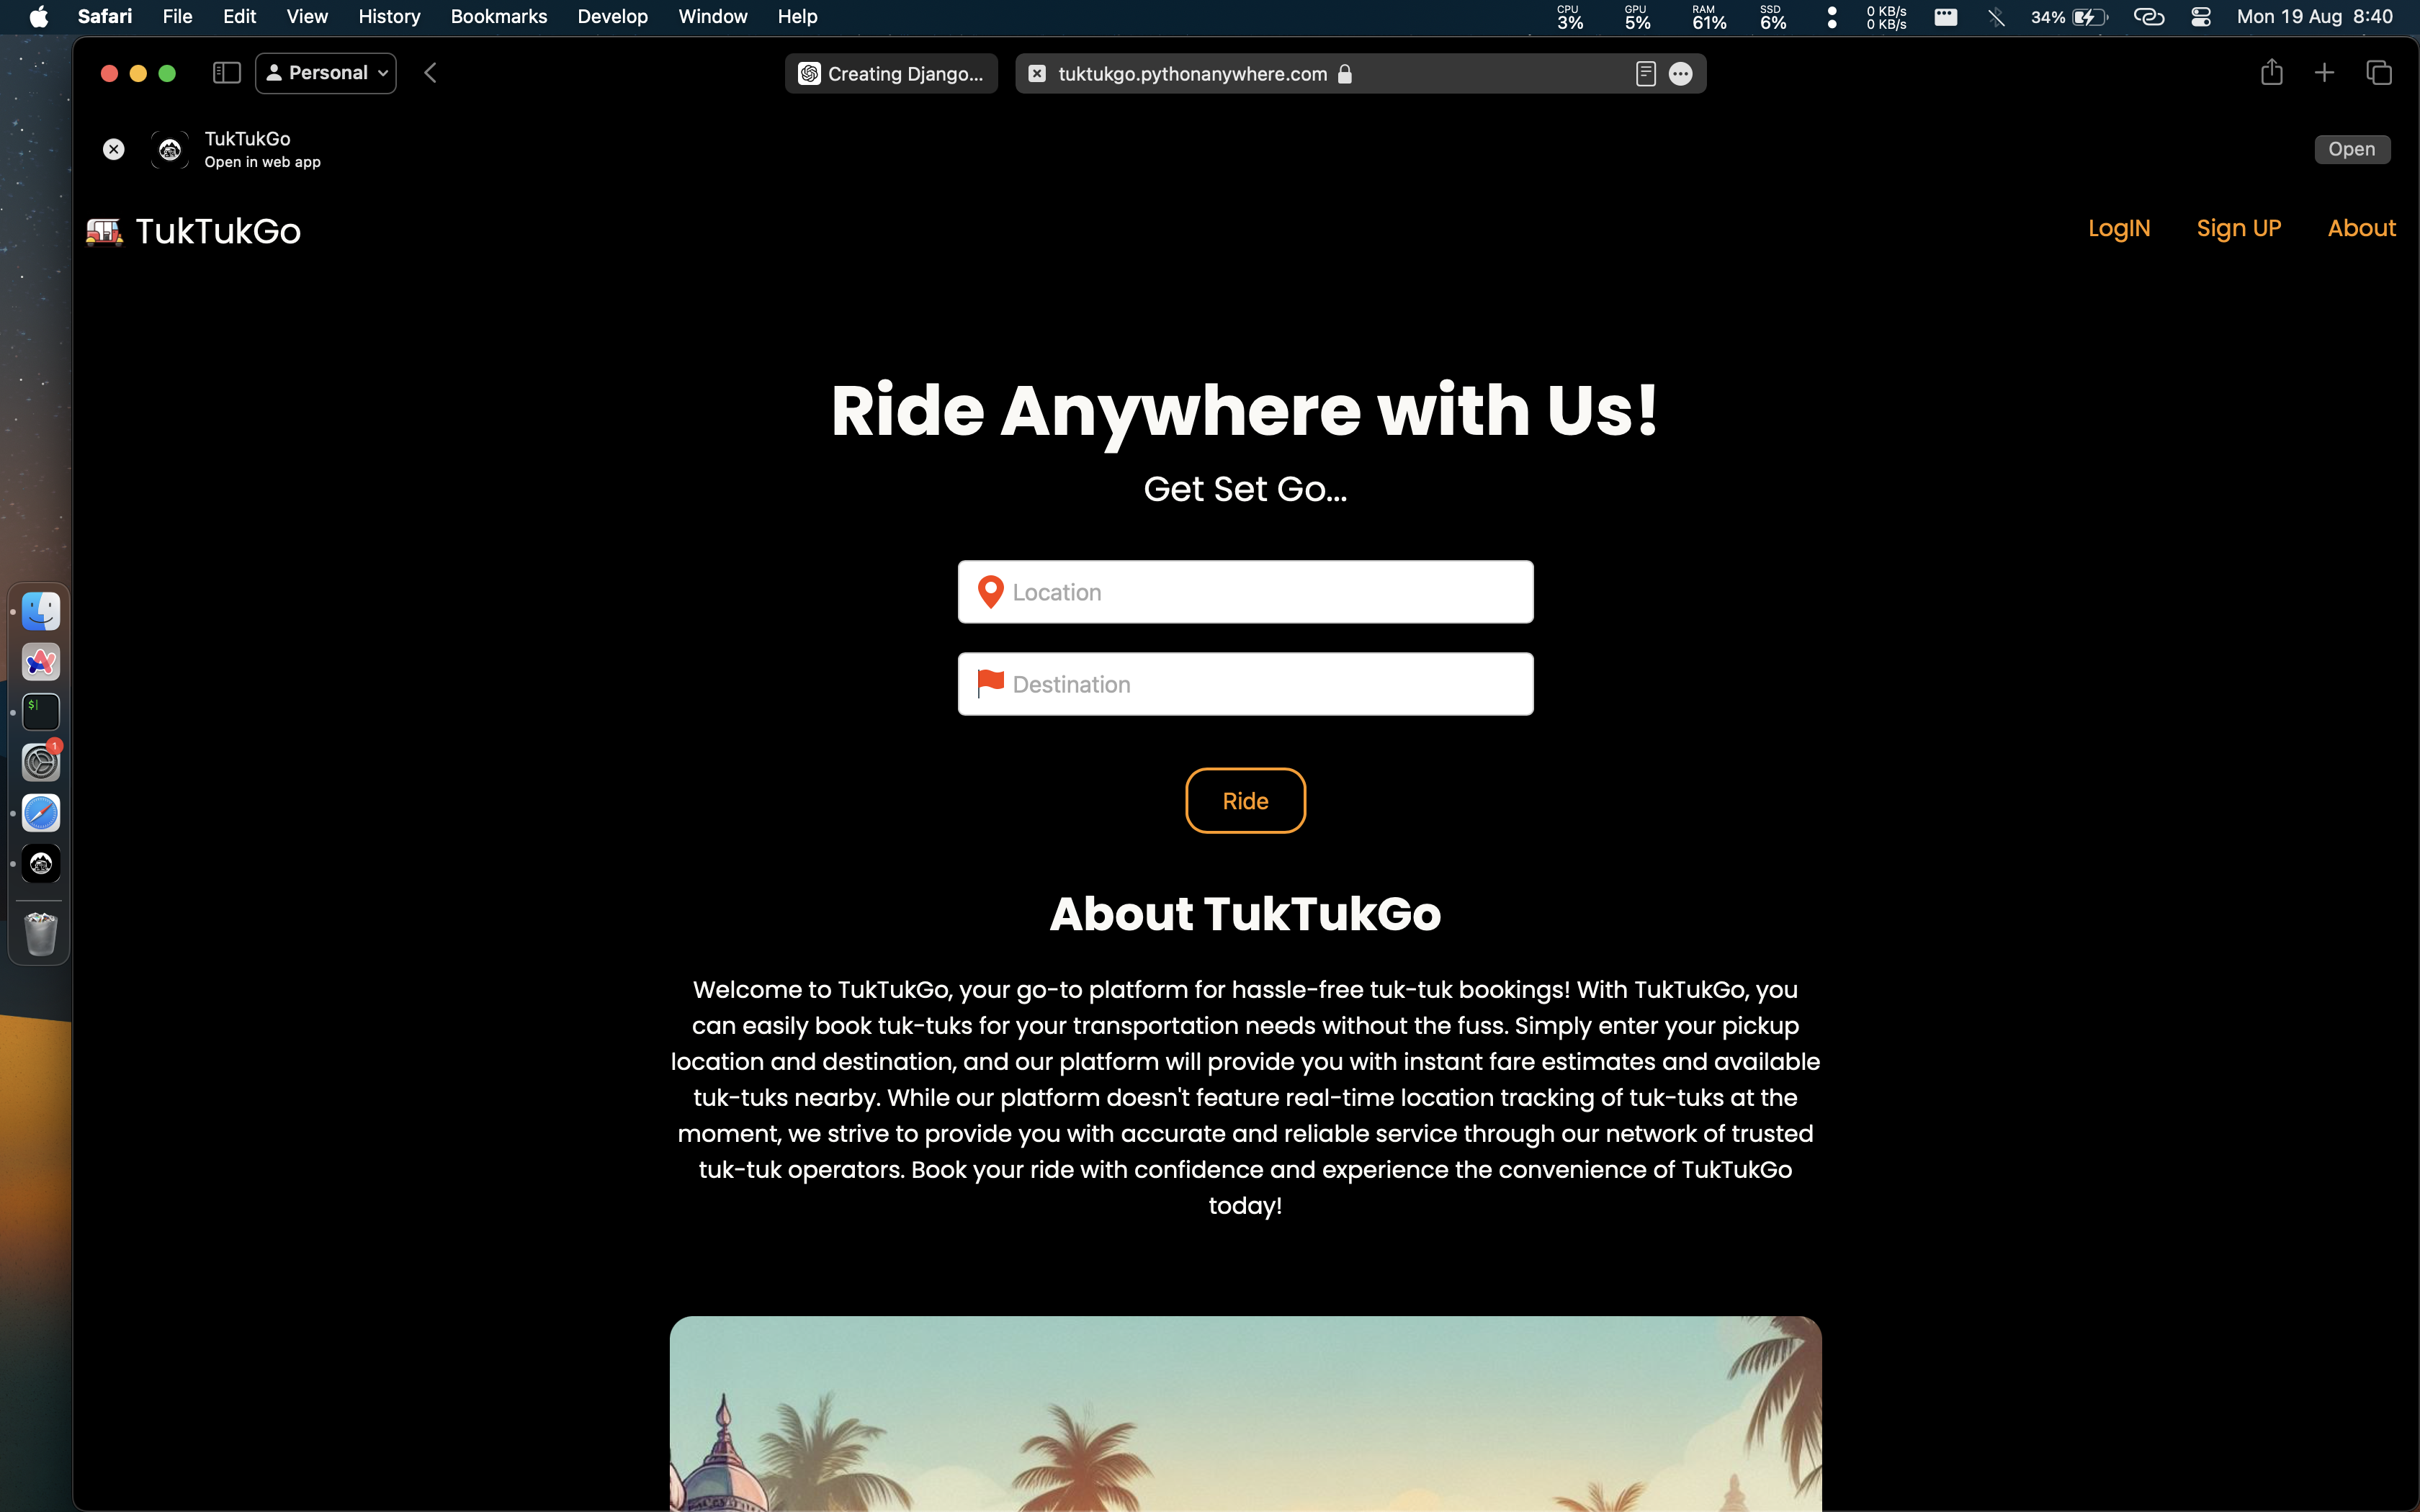 Safari File Edit View History Bookmarks Develop Window Help
CPU 3% GPU 5% RAM 61% SSD 6% 0 KB/s 0 KB/s 34% Mon 19 Aug 8:40
Personal
Creating Django...
tuktukgo.pythonanywhere.com
TukTukGo
Open in web app
Open
TukTukGo
LogIN Sign UP About
Ride Anywhere with Us!
Get Set Go...
Location
Destination
Ride
About TukTukGo
Welcome to TukTukGo, your go-to platform for hassle-free tuk-tuk bookings! With TukTukGo, you
can easily book tuk-tuks for your transportation needs without the fuss. Simply enter your pickup
location and destination, and our platform will provide you with instant fare estimates and available
tuk-tuks nearby. While our platform doesn't feature real-time location tracking of tuk-tuks at the
moment, we strive to provide you with accurate and reliable service through our network of trusted
tuk-tuk operators. Book your ride with confidence and experience the convenience of TukTukGo
today!
$
1